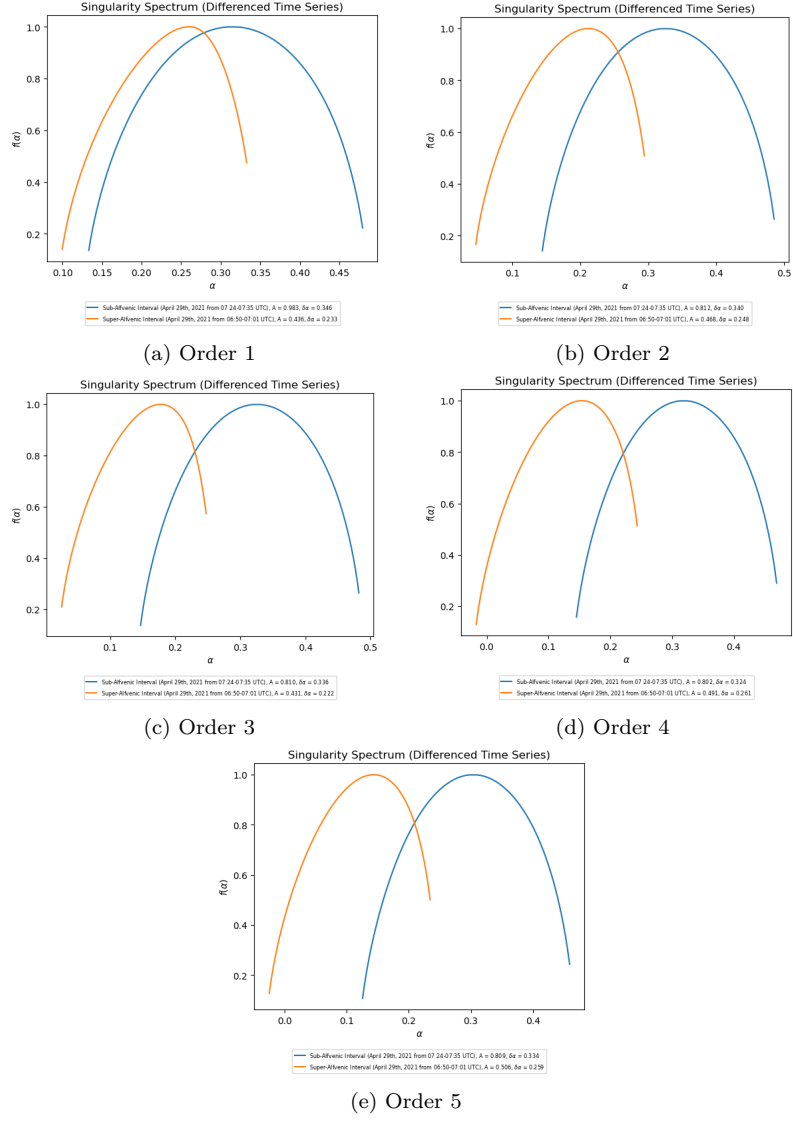 Singularity Spectrum (Differenced Time Series)
1.0
0.8
0.6
0.4
0.2
f(α)
0.10 0.15 0.20 0.25 0.30 0.35 0.40 0.45
α
Sub-Alfvenic Interval (April 29th, 2021 from 07:24-07:35 UTC), A = 0.983, δα = 0.346
Super-Alfvenic Interval (April 29th, 2021 from 06:50-07:01 UTC), A = 0.436, δα = 0.233
(a) Order 1
Singularity Spectrum (Differenced Time Series)
1.0
0.8
0.6
0.4
0.2
f(α)
0.1 0.2 0.3 0.4 0.5
α
Sub-Alfvenic Interval (April 29th, 2021 from 07:24-07:35 UTC), A = 0.812, δα = 0.340
Super-Alfvenic Interval (April 29th, 2021 from 06:50-07:01 UTC), A = 0.468, δα = 0.248
(b) Order 2
Singularity Spectrum (Differenced Time Series)
1.0
0.8
0.6
0.4
0.2
f(α)
0.1 0.2 0.3 0.4 0.5
α
Sub-Alfvenic Interval (April 29th, 2021 from 07:24-07:35 UTC), A = 0.810, δα = 0.336
Super-Alfvenic Interval (April 29th, 2021 from 06:50-07:01 UTC), A = 0.431, δα = 0.222
(c) Order 3
Singularity Spectrum (Differenced Time Series)
1.0
0.8
0.6
0.4
0.2
f(α)
0.0 0.1 0.2 0.3 0.4
α
Sub-Alfvenic Interval (April 29th, 2021 from 07:24-07:35 UTC), A = 0.802, δα = 0.324
Super-Alfvenic Interval (April 29th, 2021 from 06:50-07:01 UTC), A = 0.491, δα = 0.261
(d) Order 4
Singularity Spectrum (Differenced Time Series)
1.0
0.8
0.6
0.4
0.2
f(α)
0.0 0.1 0.2 0.3 0.4
α
Sub-Alfvenic Interval (April 29th, 2021 from 07:24-07:35 UTC), A = 0.809, δα = 0.334
Super-Alfvenic Interval (April 29th, 2021 from 06:50-07:01 UTC), A = 0.506, δα = 0.259
(e) Order 5